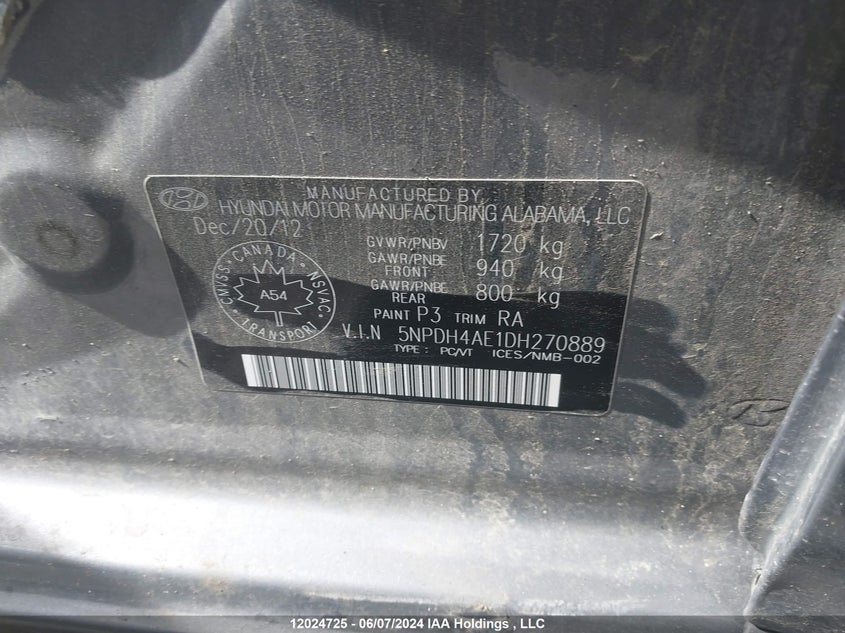 MANUFACTURED BY
HYUNDAI MOTOR MANUFACTURING ALABAMA, LLC
Dec/20/12
GVWR/PNBV 1720 kg
GAWR/PNBE FRONT 940 kg
GAWR/PNBE REAR 800 kg
PAINT P3 TRIM RA
V.I.N 5NPDH4AE1DH270889
TYPE : PC/VT ICES/NMB-002
CANADA
CMVSS NSVAC
A54
TRANSPORT
12024725 - 06/07/2024 IAA Holdings , LLC